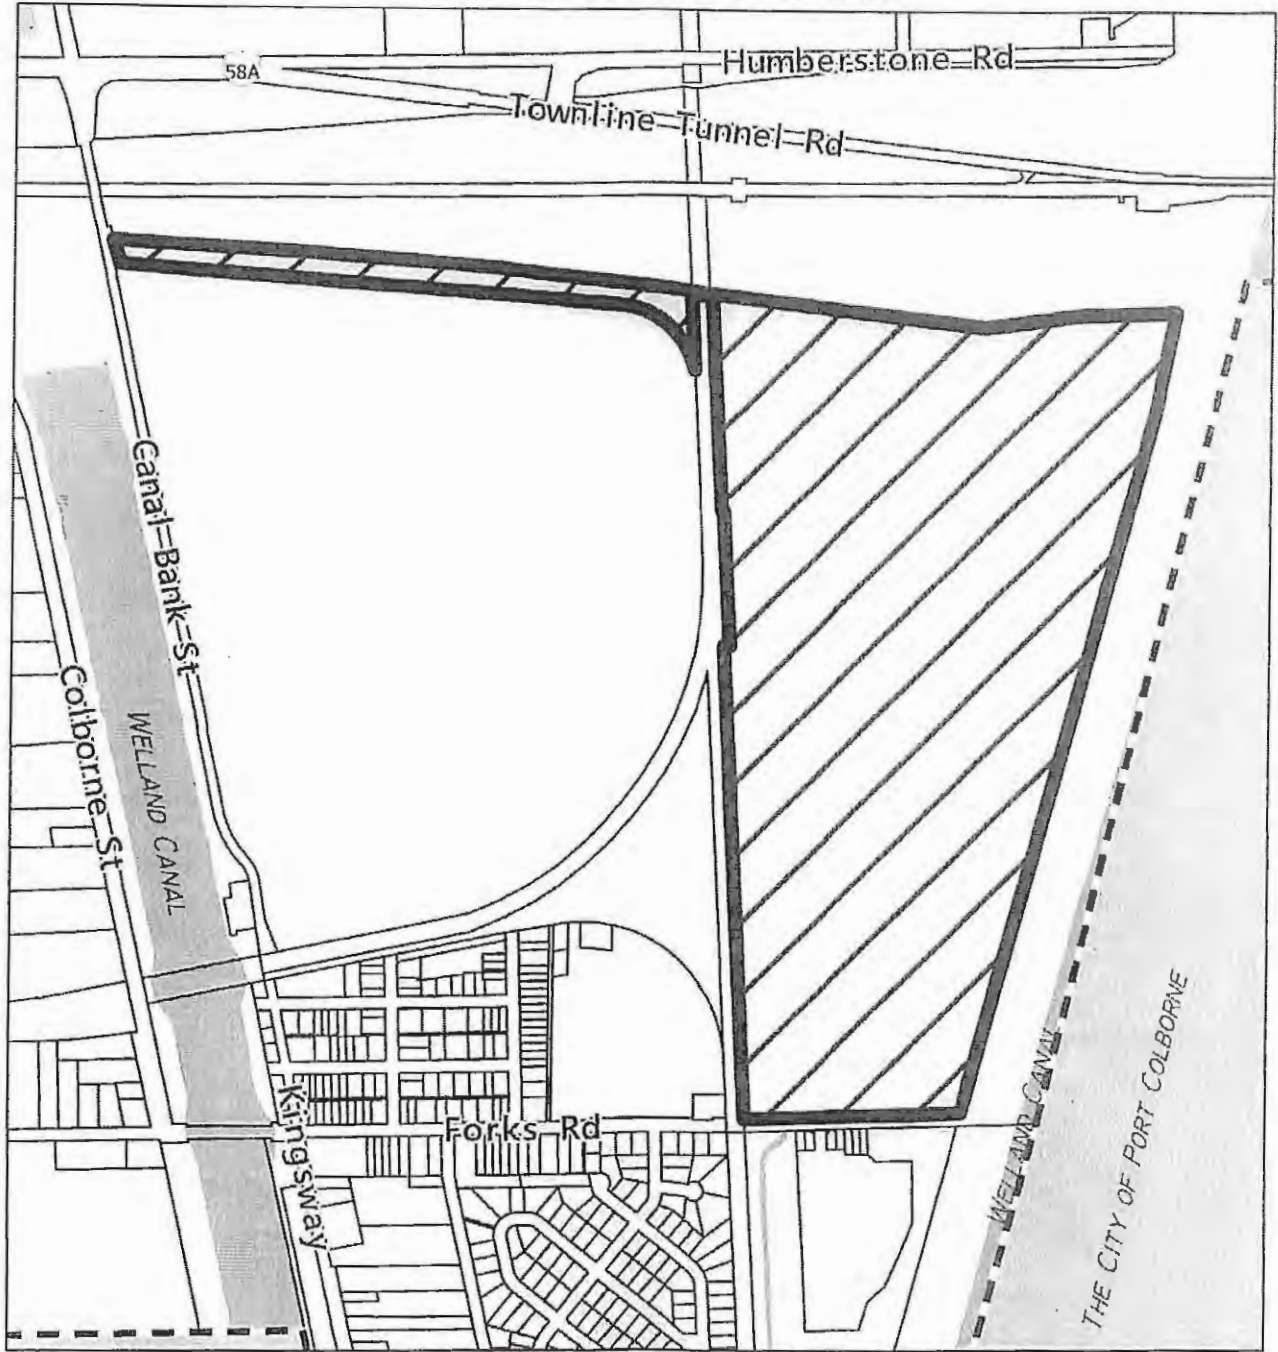 Humberstone Rd
58A
Townline Tunnel Rd
Canal Bank St
Colborne St
WELLAND CANAL
Kingsway
Forks Rd
WELLAND CANAL
THE CITY OF PORT COLBORNE